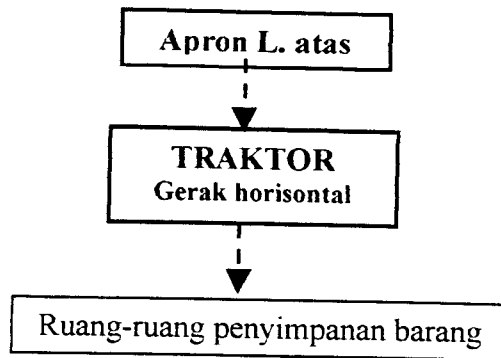 Apron L. atas
TRAKTOR
Gerak horisontal
Ruang-ruang penyimpanan barang